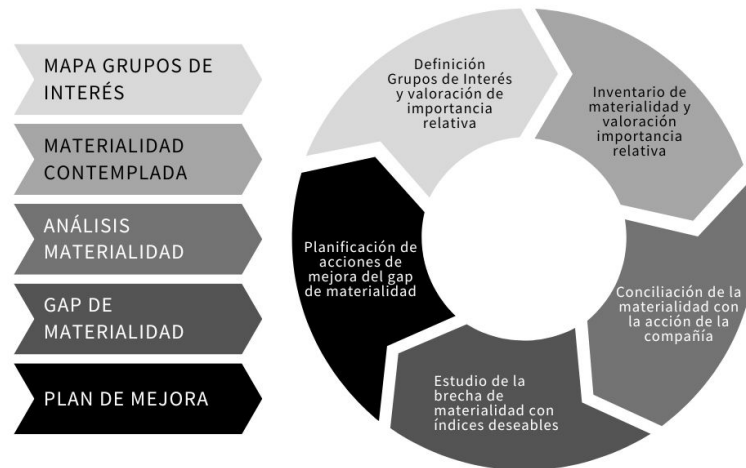 MAPA GRUPOS DE
INTERÉS
MATERIALIDAD
CONTEMPLADA
ANÁLISIS
MATERIALIDAD
GAP DE
MATERIALIDAD
PLAN DE MEJORA
Definición
Grupos de Interés
y valoración de
importancia
relativa
Inventario de
materialidad y
valoración
importancia
relativa
Conciliación de la
materialidad con
la acción de la
compañía
Estudio de la
brecha de
materialidad con
índices deseables
Planificación de
acciones de
mejora del gap
de materialidad